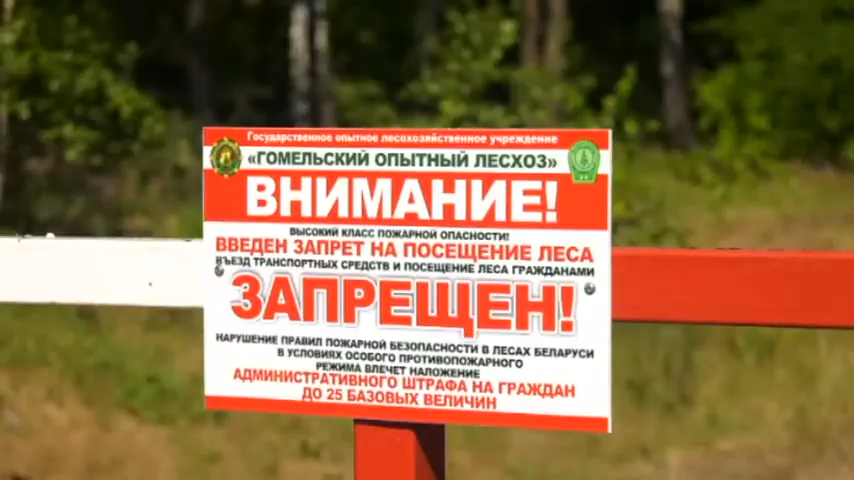 Государственное опытное лесохозяйственное учреждение
«ГОМЕЛЬСКИЙ ОПЫТНЫЙ ЛЕСХОЗ»
ВНИМАНИЕ!
ВЫСОКИЙ КЛАСС ПОЖАРНОЙ ОПАСНОСТИ!
ВВЕДЕН ЗАПРЕТ НА ПОСЕЩЕНИЕ ЛЕСА
ВЪЕЗД ТРАНСПОРТНЫХ СРЕДСТВ И ПОСЕЩЕНИЕ ЛЕСА ГРАЖДАНАМИ
ЗАПРЕЩЕН!
НАРУШЕНИЕ ПРАВИЛ ПОЖАРНОЙ БЕЗОПАСНОСТИ В ЛЕСАХ БЕЛАРУСИ
В УСЛОВИЯХ ОСОБОГО ПРОТИВОПОЖАРНОГО
РЕЖИМА ВЛЕЧЕТ НАЛОЖЕНИЕ
АДМИНИСТРАТИВНОГО ШТРАФА НА ГРАЖДАН
ДО 25 БАЗОВЫХ ВЕЛИЧИН